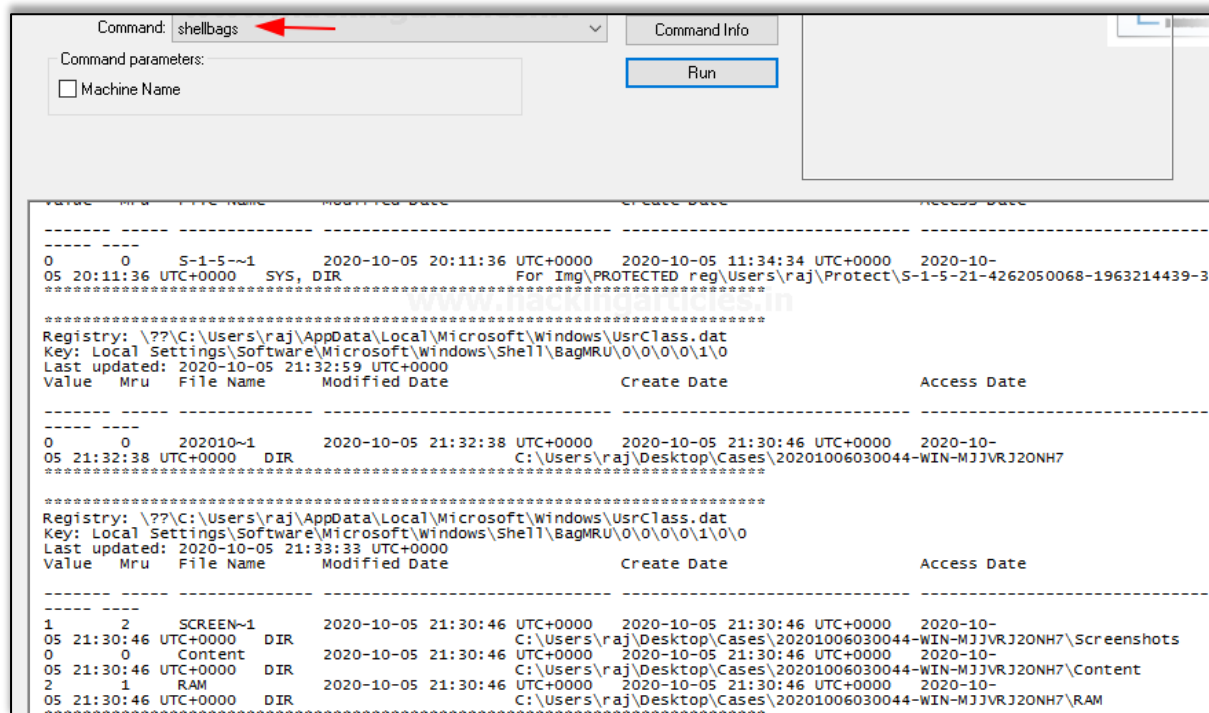 Command: shellbags Command Info
Command parameters:
Run
Machine Name
Value Mru File Name Modified Date Create Date Access Date
------- ----- -------------- ------------------------------ ------------------------------ ------------------------------
----- ----
0 0 S-1-5-~1 2020-10-05 20:11:36 UTC+0000 2020-10-05 11:34:34 UTC+0000 2020-10-
05 20:11:36 UTC+0000 SYS, DIR For Img\PROTECTED reg\Users\raj\Protect\S-1-5-21-4262050068-1963214439-3
***************************************************************************
www.hackingarticles.in
***************************************************************************
Registry: \??\C:\Users\raj\AppData\Local\Microsoft\Windows\UsrClass.dat
Key: Local Settings\Software\Microsoft\Windows\Shell\BagMRU\0\0\0\0\1\0
Last updated: 2020-10-05 21:32:59 UTC+0000
Value Mru File Name Modified Date Create Date Access Date
------- ----- -------------- ------------------------------ ------------------------------ ------------------------------
----- ----
0 0 202010~1 2020-10-05 21:32:38 UTC+0000 2020-10-05 21:30:46 UTC+0000 2020-10-
05 21:32:38 UTC+0000 DIR C:\Users\raj\Desktop\Cases\20201006030044-WIN-MJJVRJ2ONH7
***************************************************************************
***************************************************************************
Registry: \??\C:\Users\raj\AppData\Local\Microsoft\Windows\UsrClass.dat
Key: Local Settings\Software\Microsoft\Windows\Shell\BagMRU\0\0\0\0\1\0\0
Last updated: 2020-10-05 21:33:33 UTC+0000
Value Mru File Name Modified Date Create Date Access Date
------- ----- -------------- ------------------------------ ------------------------------ ------------------------------
----- ----
1 2 SCREEN~1 2020-10-05 21:30:46 UTC+0000 2020-10-05 21:30:46 UTC+0000 2020-10-
05 21:30:46 UTC+0000 DIR C:\Users\raj\Desktop\Cases\20201006030044-WIN-MJJVRJ2ONH7\Screenshots
0 0 Content 2020-10-05 21:30:46 UTC+0000 2020-10-05 21:30:46 UTC+0000 2020-10-
05 21:30:46 UTC+0000 DIR C:\Users\raj\Desktop\Cases\20201006030044-WIN-MJJVRJ2ONH7\Content
2 1 RAM 2020-10-05 21:30:46 UTC+0000 2020-10-05 21:30:46 UTC+0000 2020-10-
05 21:30:46 UTC+0000 DIR C:\Users\raj\Desktop\Cases\20201006030044-WIN-MJJVRJ2ONH7\RAM
***************************************************************************